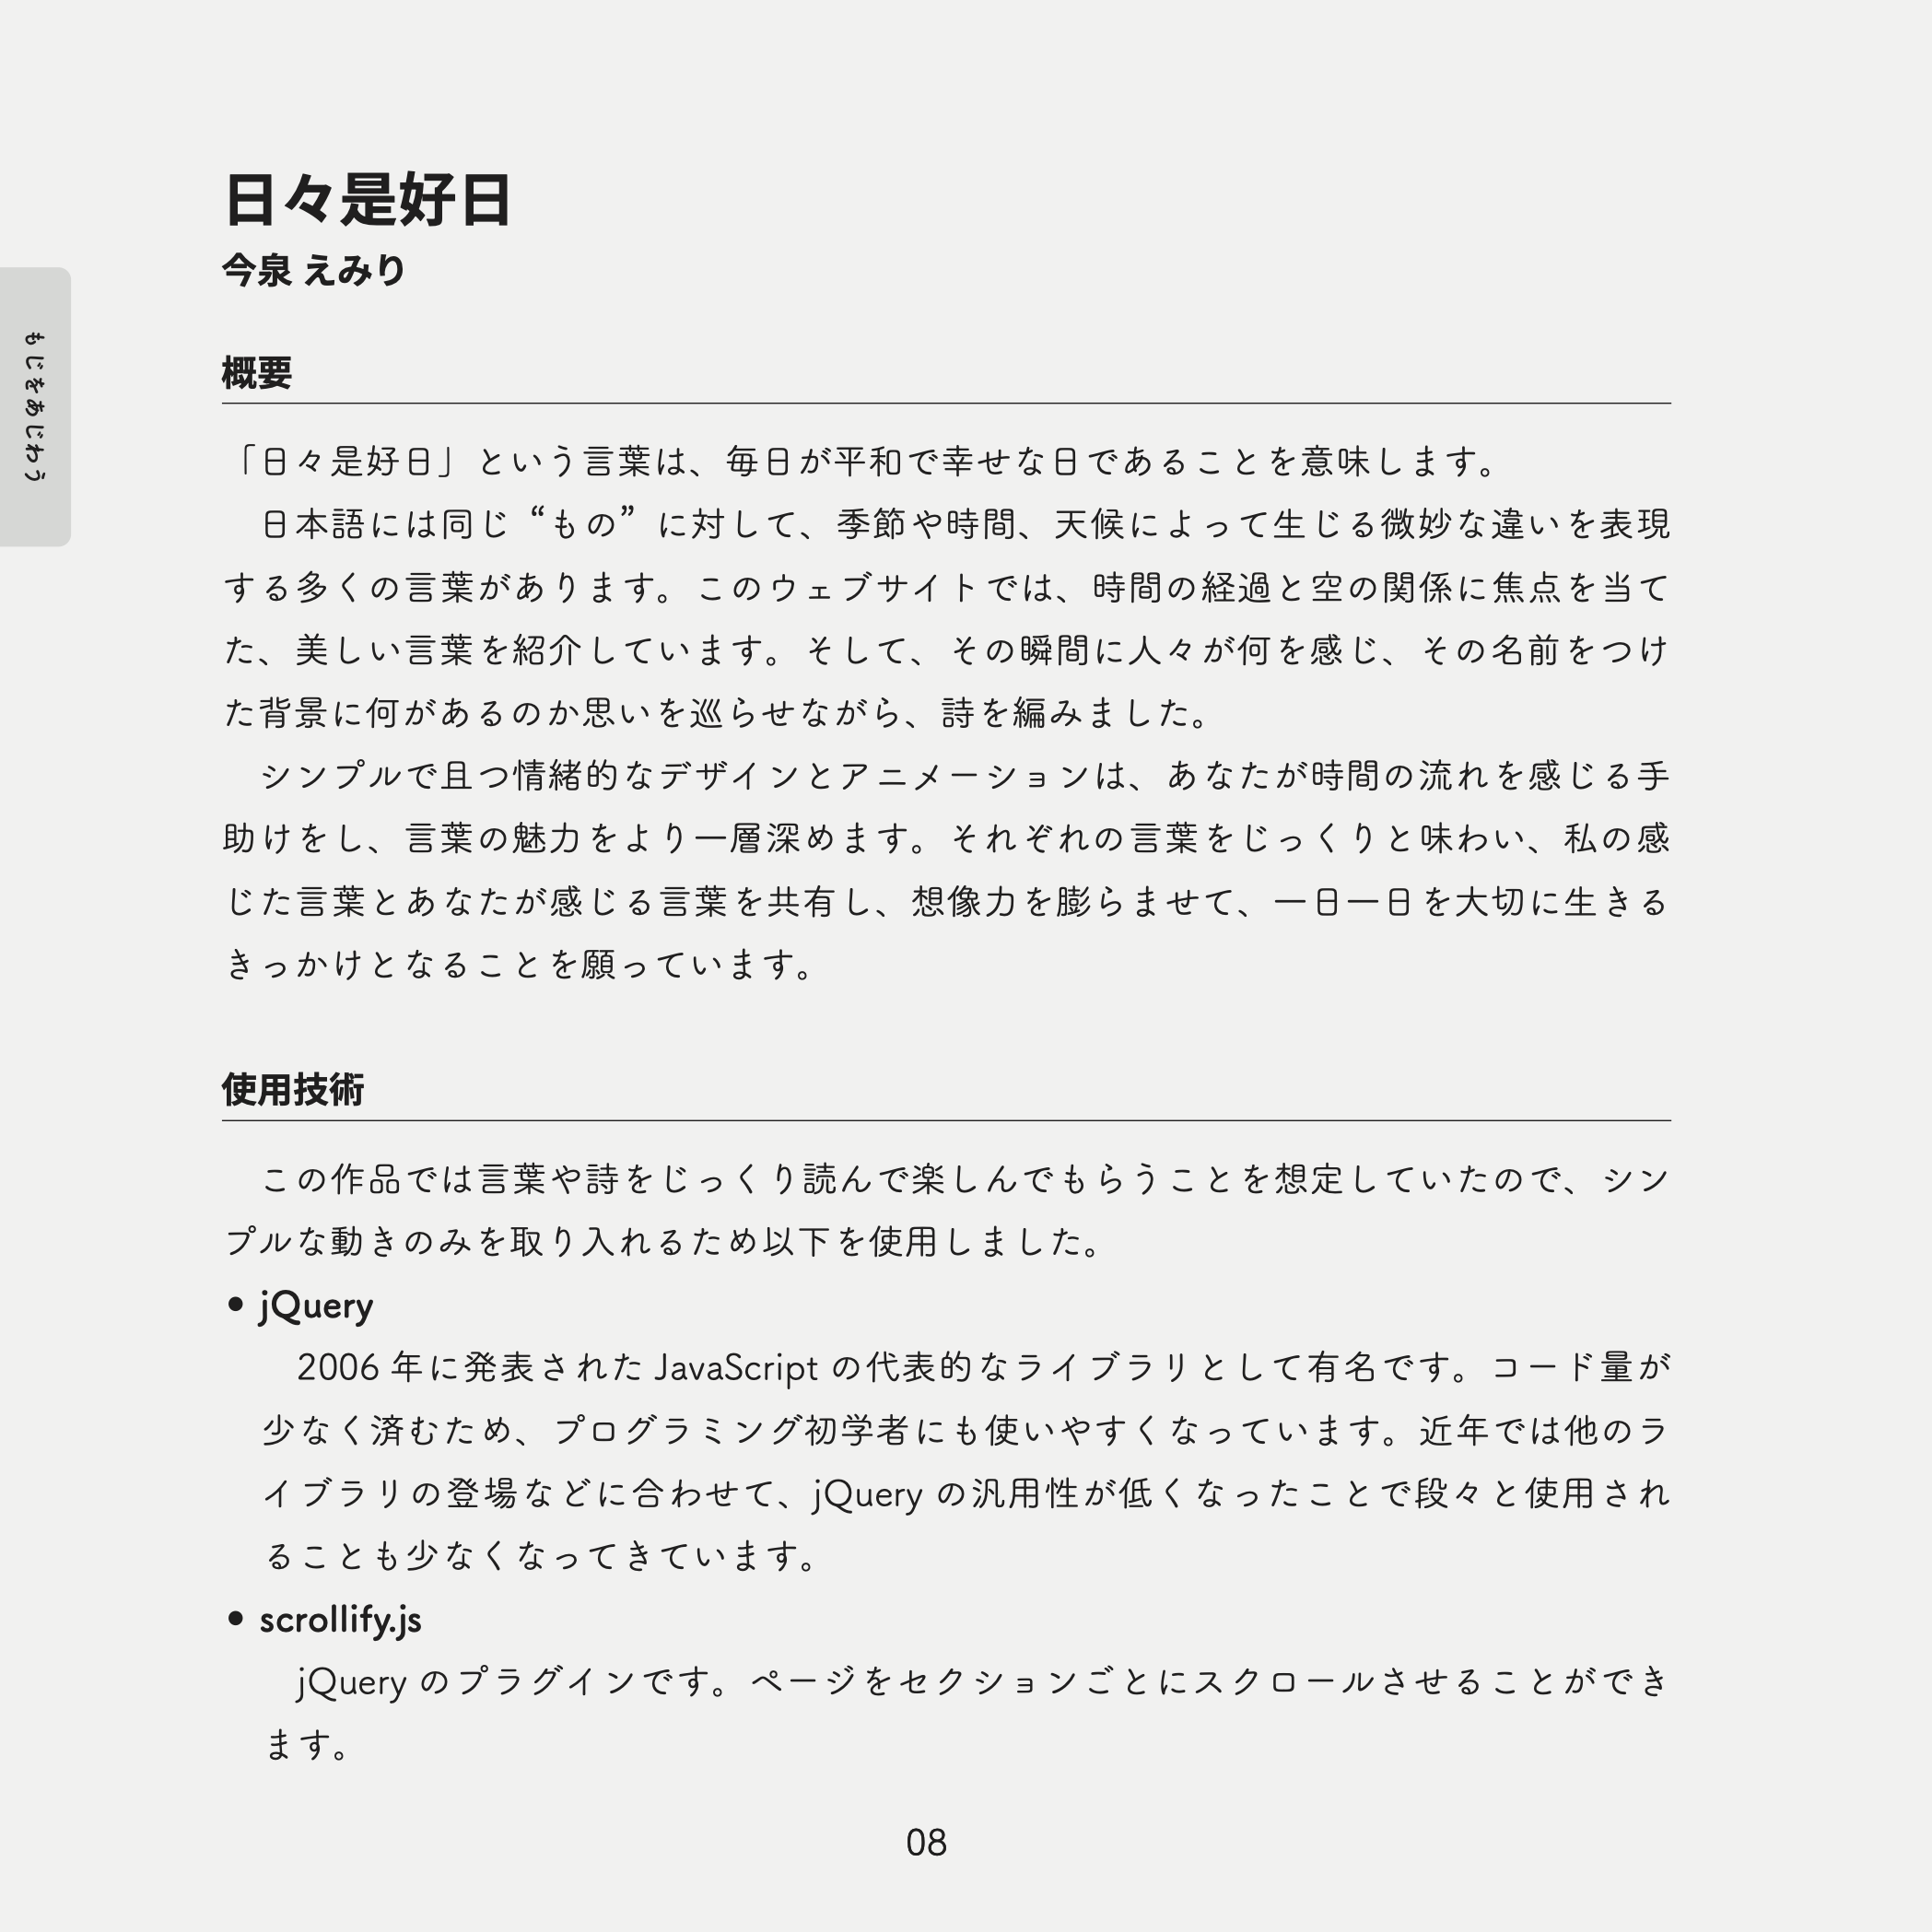 日々是好日
今泉 えみり
もじをあじわう
概要
「日々是好日」という言葉は、毎日が平和で幸せな日であることを意味します。
日本語には同じ“もの”に対して、季節や時間、天候によって生じる微妙な違いを表現
する多くの言葉があります。このウェブサイトでは、時間の経過と空の関係に焦点を当て
た、美しい言葉を紹介しています。そして、その瞬間に人々が何を感じ、その名前をつけ
た背景に何があるのか思いを巡らせながら、詩を編みました。
シンプルで且つ情緒的なデザインとアニメーションは、あなたが時間の流れを感じる手
助けをし、言葉の魅力をより一層深めます。それぞれの言葉をじっくりと味わい、私の感
じた言葉とあなたが感じる言葉を共有し、想像力を膨らませて、一日一日を大切に生きる
きっかけとなることを願っています。
使用技術
この作品では言葉や詩をじっくり読んで楽しんでもらうことを想定していたので、シン
プルな動きのみを取り入れるため以下を使用しました。
• jQuery
2006 年に発表された JavaScript の代表的なライブラリとして有名です。コード量が
少なく済むため、プログラミング初学者にも使いやすくなっています。近年では他のラ
イブラリの登場などに合わせて、jQuery の汎用性が低くなったことで段々と使用され
ることも少なくなってきています。
• scrollify.js
jQuery のプラグインです。ページをセクションごとにスクロールさせることができ
ます。
08